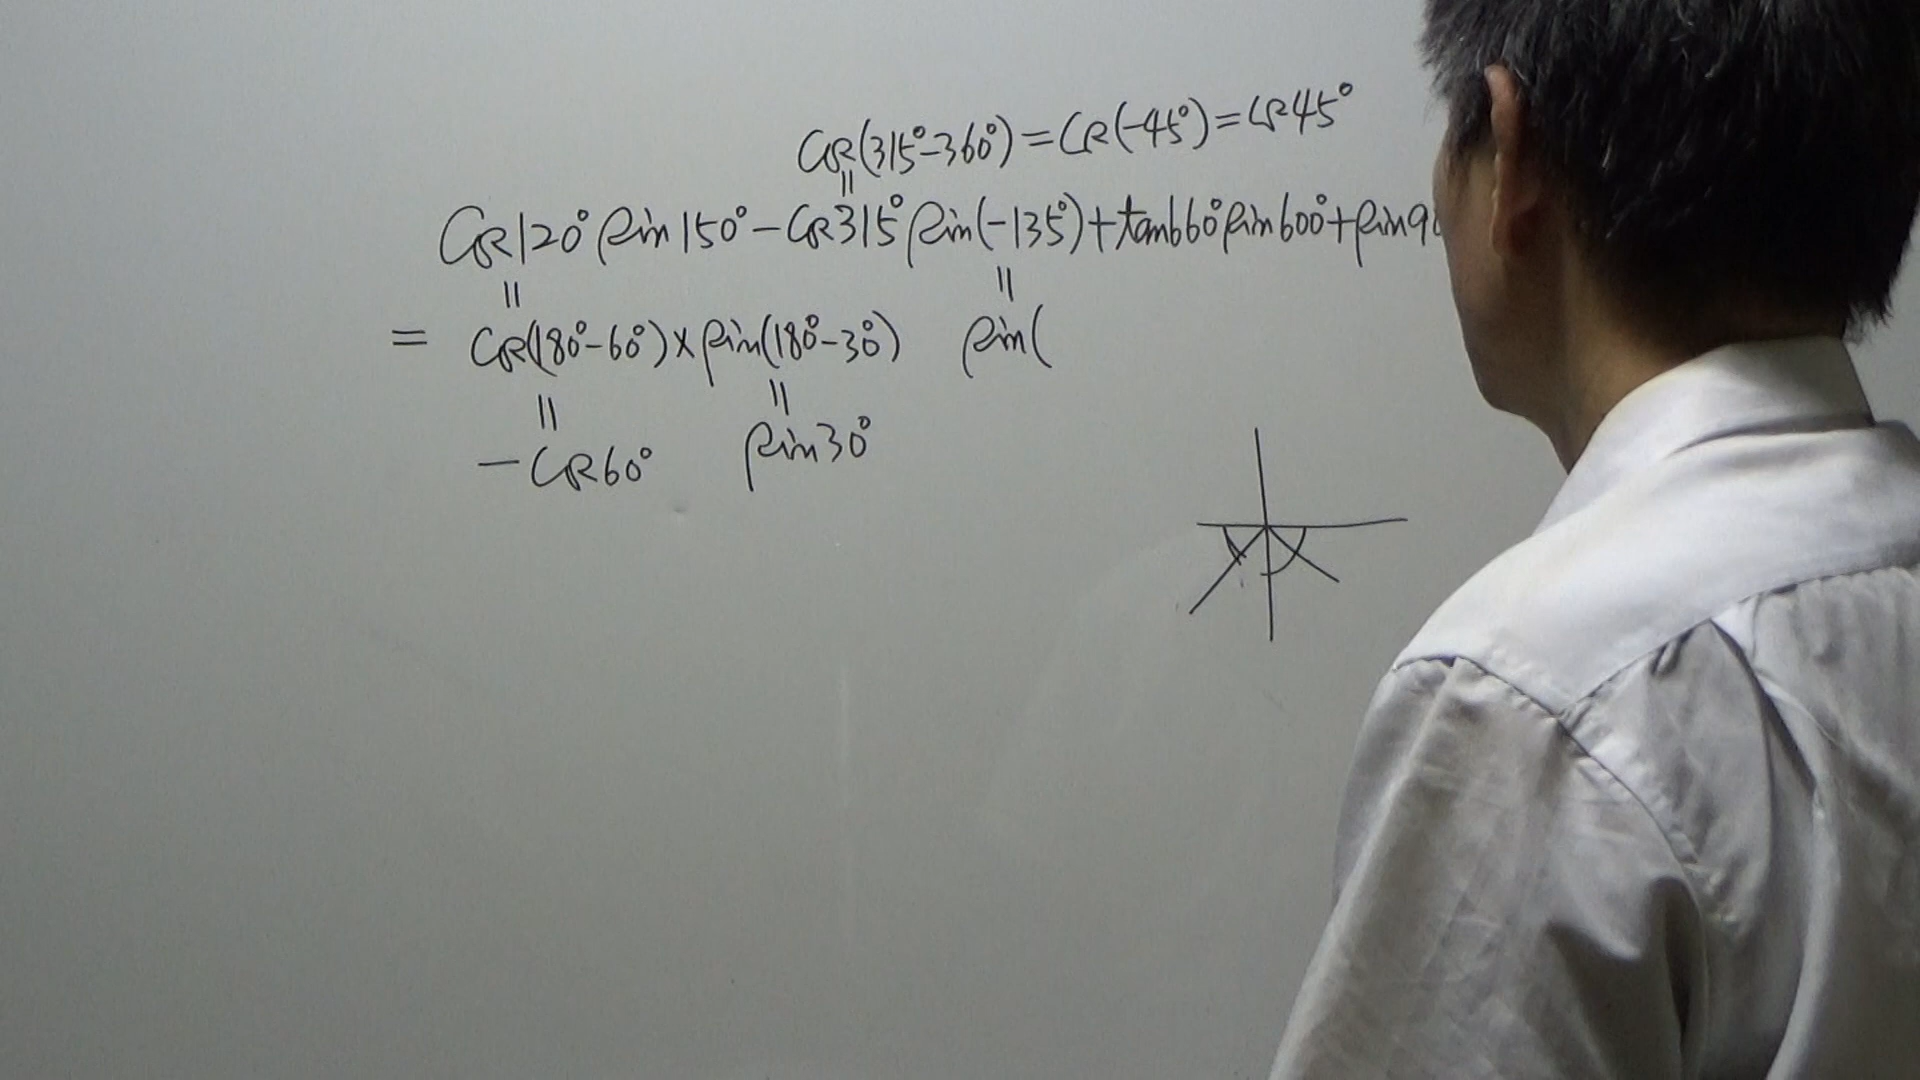 cos(315°-360°)=cos(-45°)=cos45°
=
cos120°sin150°-cos315°sin(-135°)+tan660°sin600°+sin9
= =
= cos(180°-60°)×sin(180°-30°) sin(
= =
-cos60° sin30°